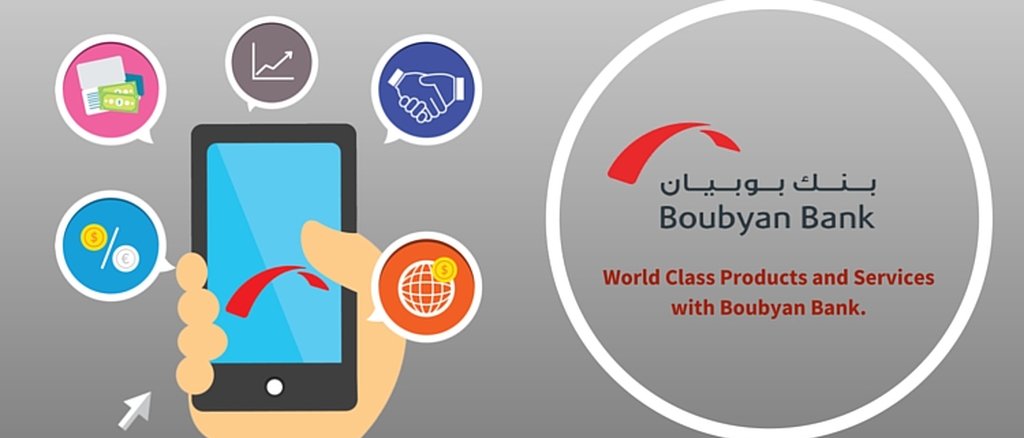 بنك بوبيان
Boubyan Bank
World Class Products and Services
with Boubyan Bank.